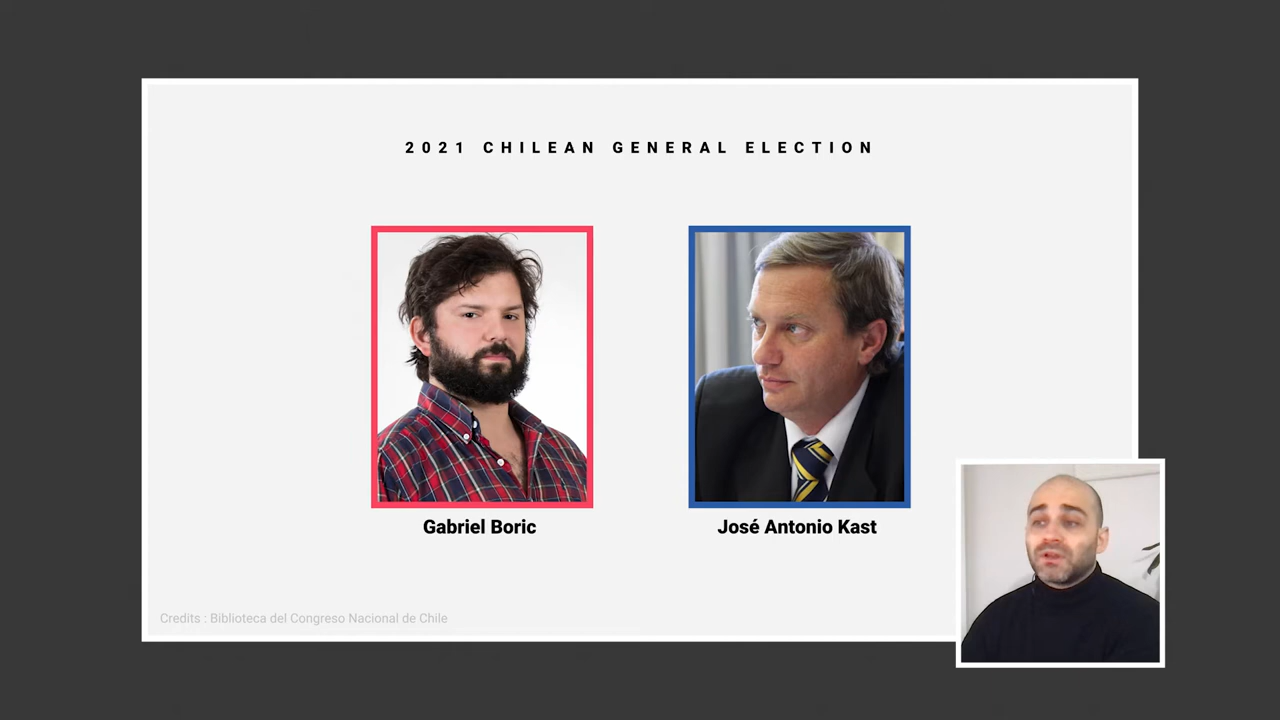 2021 CHILEAN GENERAL ELECTION
Gabriel Boric
José Antonio Kast
Credits : Biblioteca del Congreso Nacional de Chile